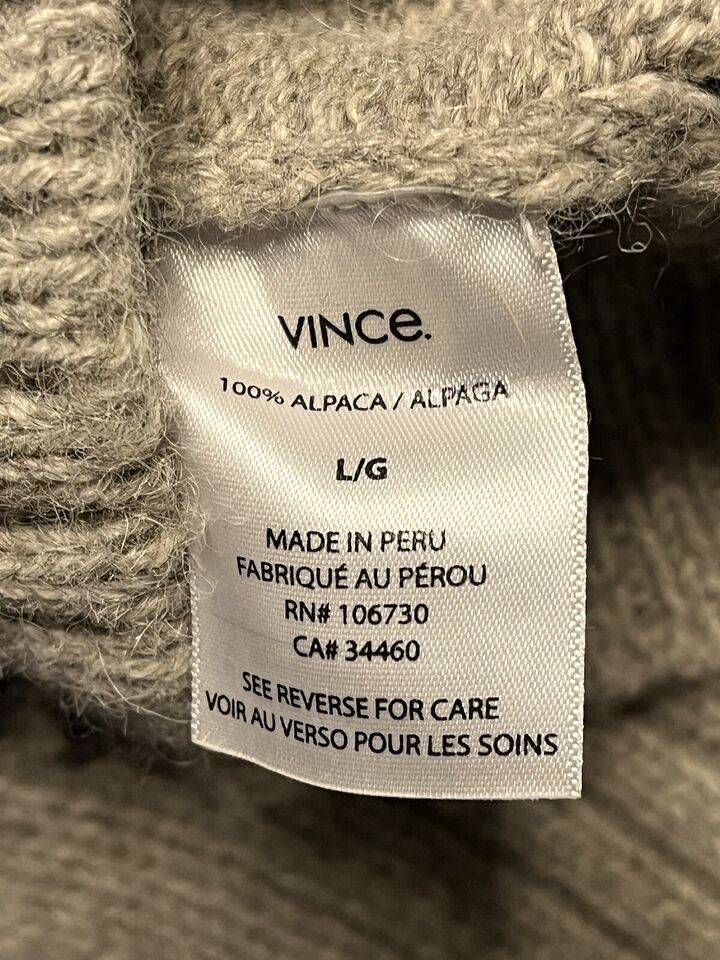 VINCe.
100% ALPACA / ALPAGA
L/G
MADE IN PERU
FABRIQUÉ AU PÉROU
RN# 106730
CA# 34460
SEE REVERSE FOR CARE
VOIR AU VERSO POUR LES SOINS